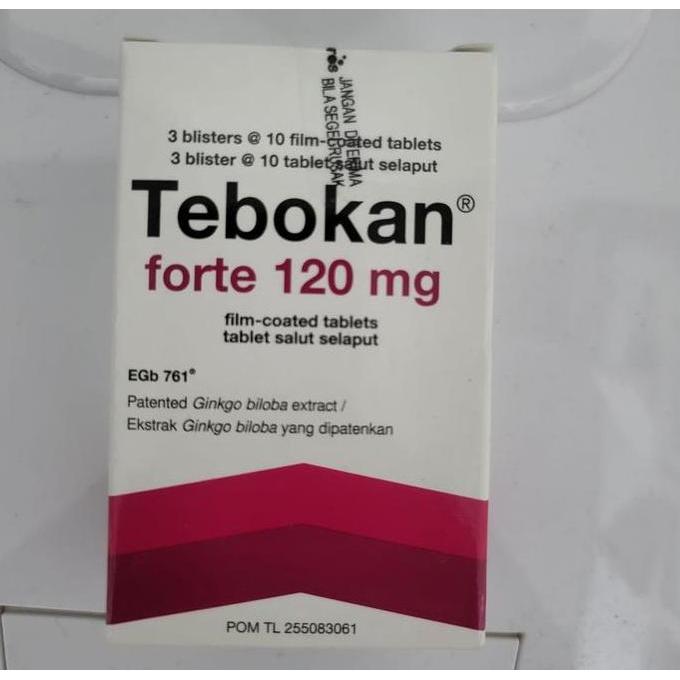 ros
JANGAN DITERIMA
BILA SEGEL RUSAK
3 blisters @ 10 film-coated tablets
3 blister @ 10 tablet salut selaput
Tebokan®
forte 120 mg
film-coated tablets
tablet salut selaput
EGb 761®
Patented Ginkgo biloba extract /
Ekstrak Ginkgo biloba yang dipatenkan
POM TL 255083061